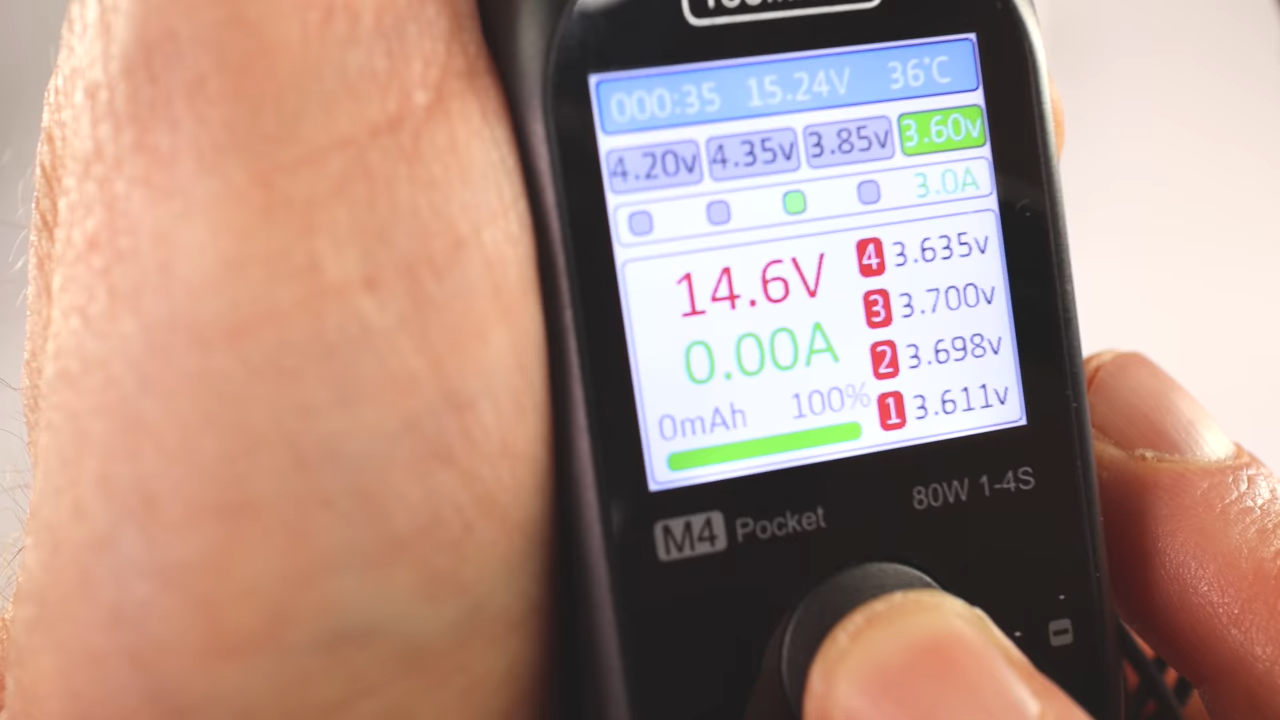 000:35 15.24V 36°C
4.20v 4.35v 3.85v 3.60v
3.0A
14.6V
0.00A
0mAh 100%
4 3.635v
3 3.700v
2 3.698v
1 3.611v
M4 Pocket 80W 1-4S